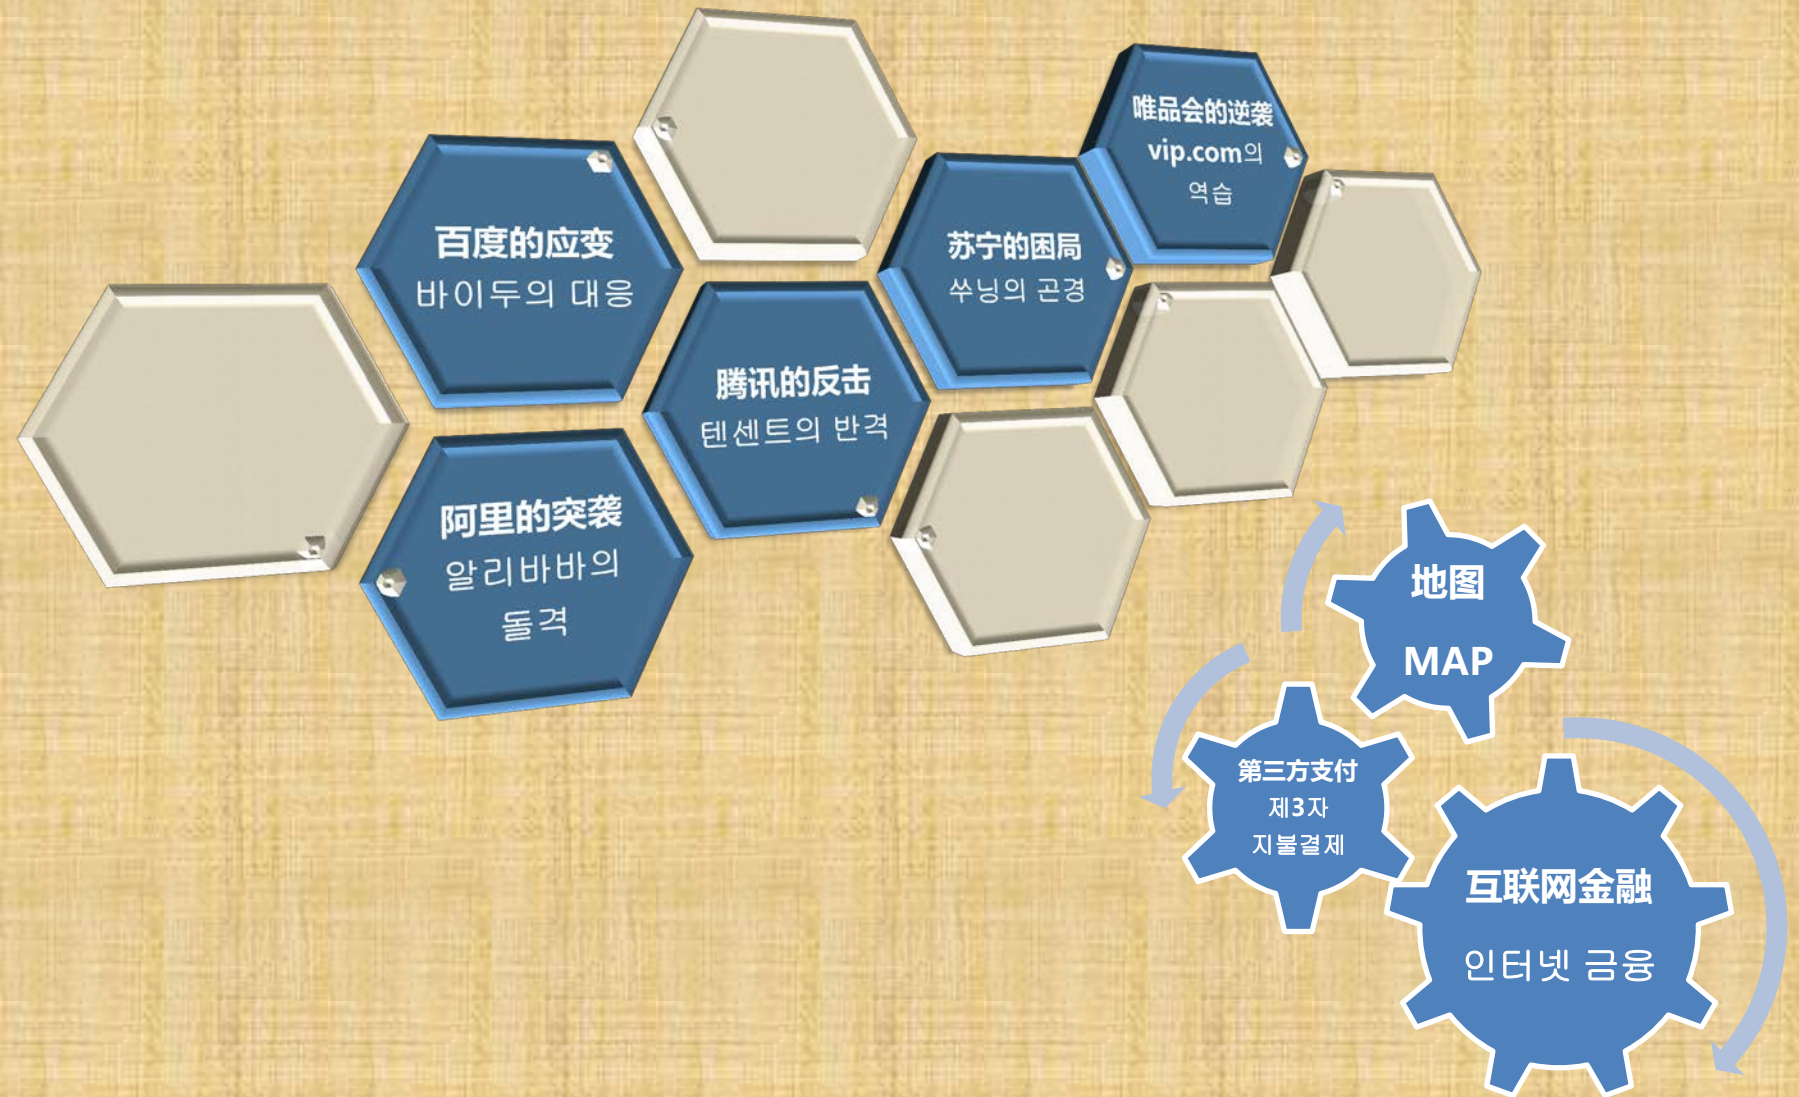 唯品会的逆袭
vip.com의
역습
百度的应变
바이두의 대응
苏宁的困局
쑤닝의 곤경
腾讯的反击
텐센트의 반격
阿里的突袭
알리바바의
돌격
地图
MAP
第三方支付
제3자
지불결제
互联网金融
인터넷 금융